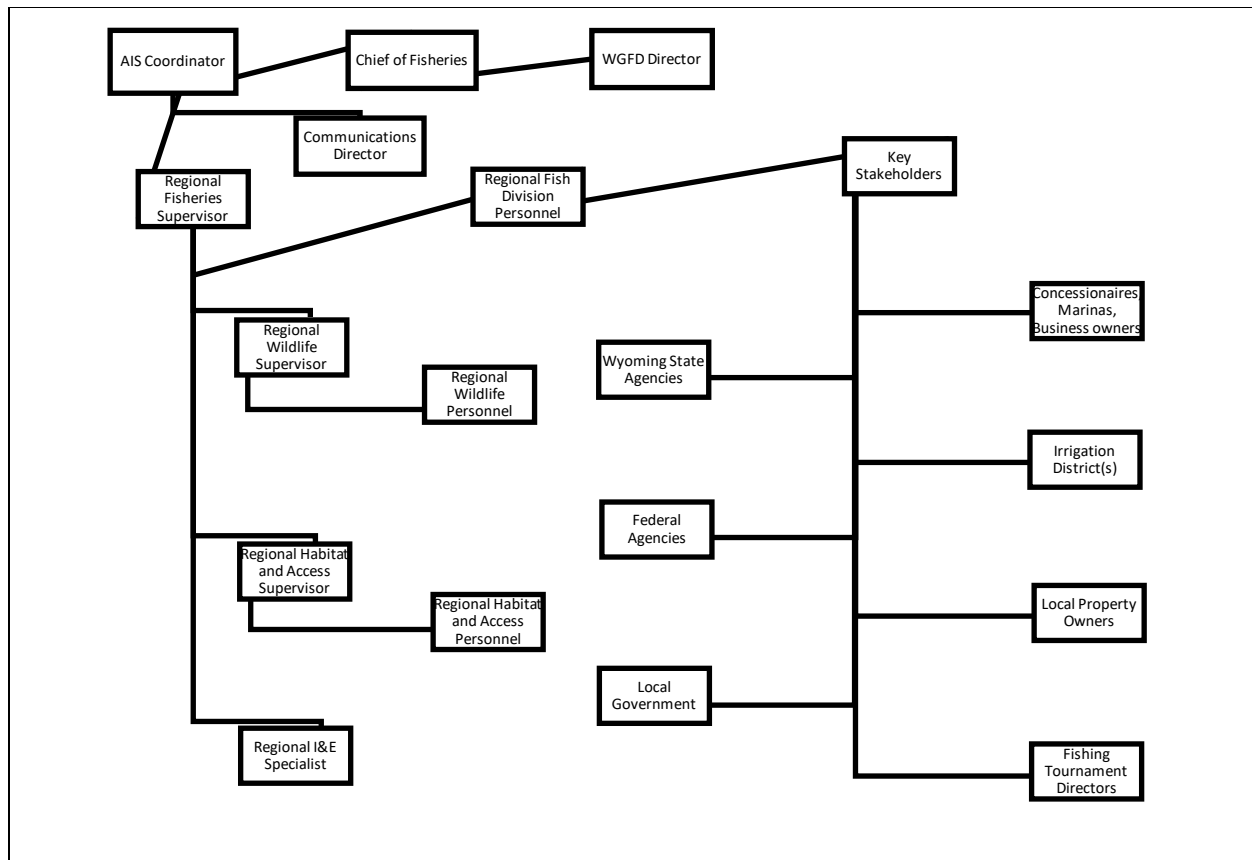 AIS Coordinator
Chief of Fisheries
WGFD Director
Communications
Director
Regional
Fisheries
Supervisor
Regional Fish
Division
Personnel
Key
Stakeholders
Concessionaires,
Marinas,
Business owners
Regional
Wildlife
Supervisor
Wyoming State
Agencies
Regional
Wildlife
Personnel
Irrigation
District(s)
Federal
Agencies
Regional Habitat
and Access
Supervisor
Regional Habitat
and Access
Personnel
Local Property
Owners
Local
Government
Regional I&E
Specialist
Fishing
Tournament
Directors